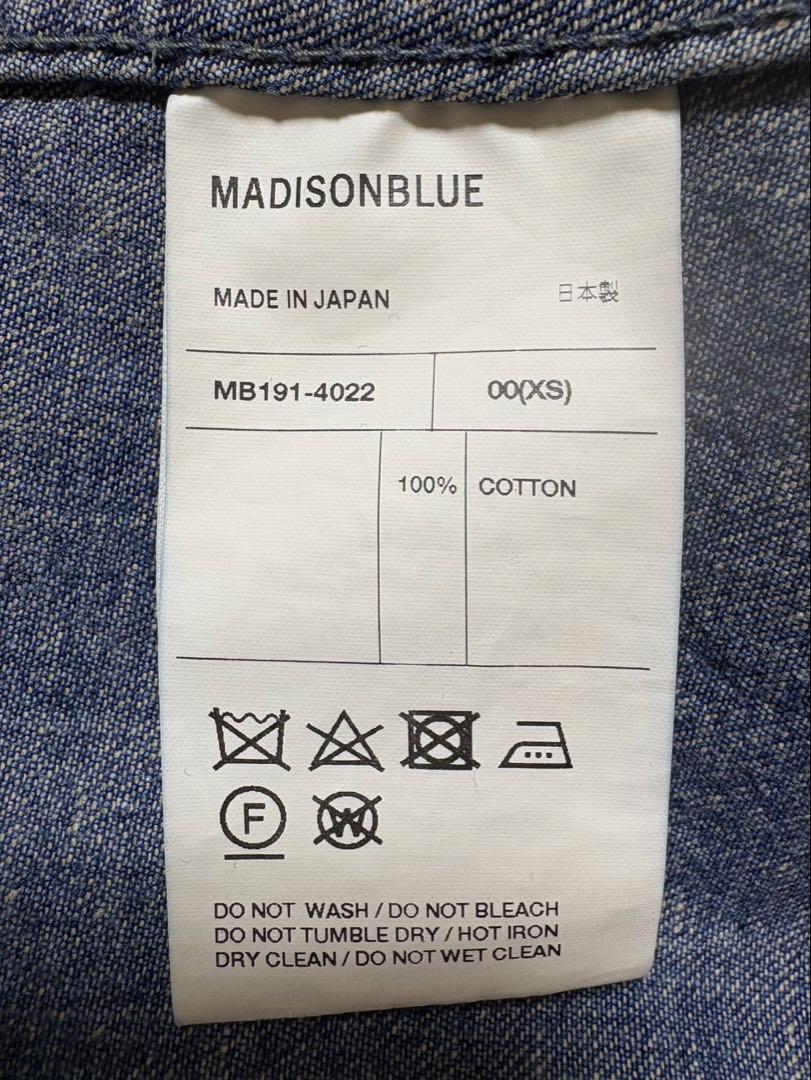 MADISONBLUE
MADE IN JAPAN 日本製
MB191-4022 00(XS)
100% COTTON
F W
DO NOT WASH / DO NOT BLEACH
DO NOT TUMBLE DRY / HOT IRON
DRY CLEAN / DO NOT WET CLEAN